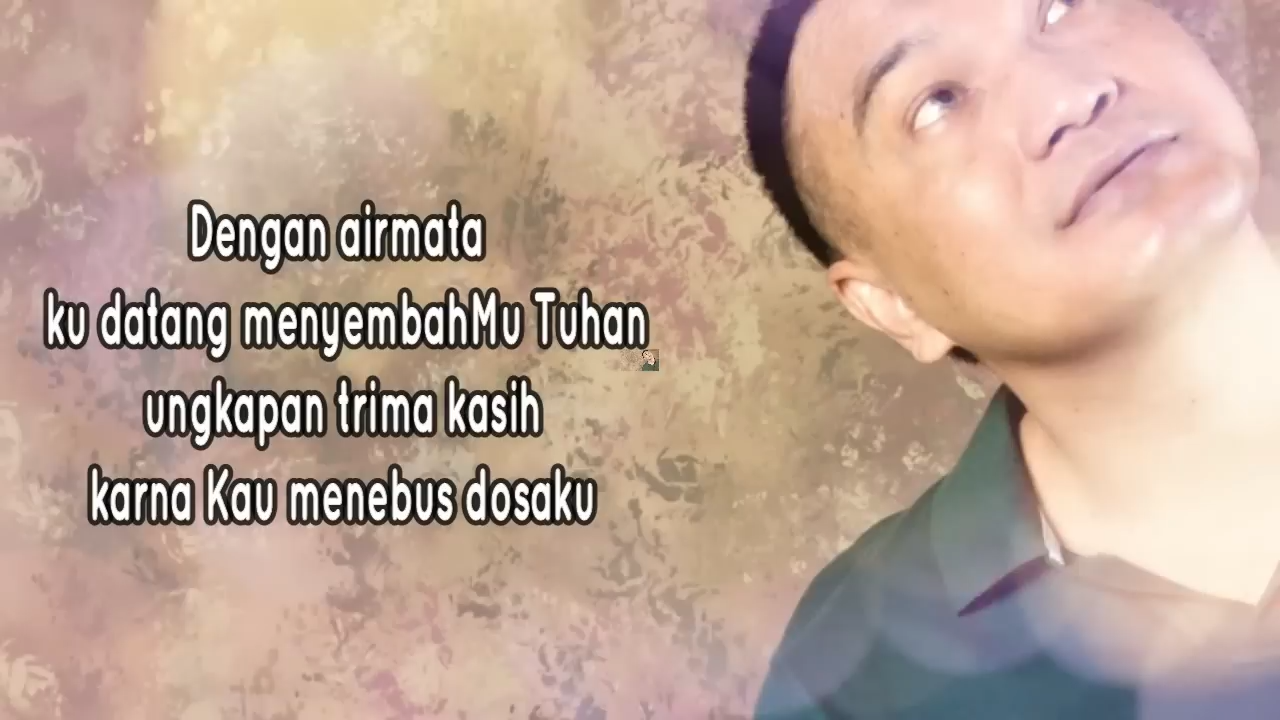 Dengan airmata
ku datang menyembahMu Tuhan
ungkapan trima kasih
karna Kau menebus dosaku